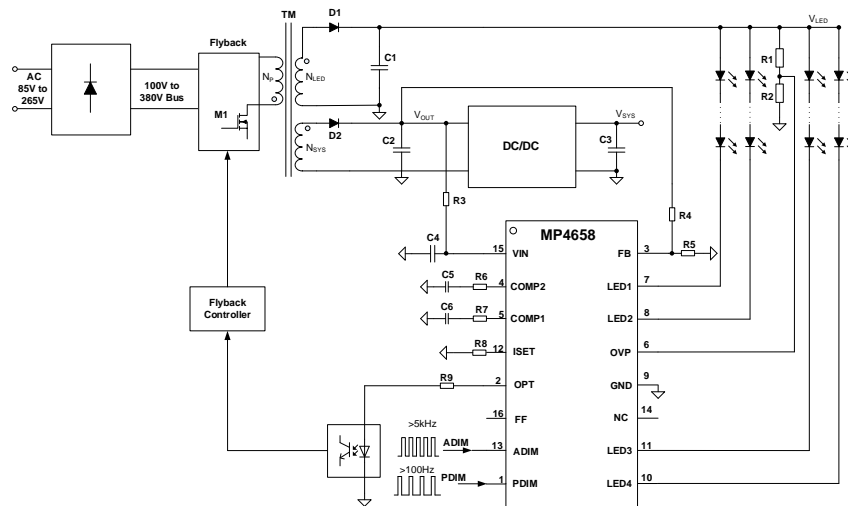 AC
85V to
265V
100V to
380V Bus
Flyback
M1
TM
NP
NLED
NSYS
D1
C1
D2
C2
VOUT
DC/DC
VSYS
C3
VLED
R1
R2
R3
R4
C4
MP4658
15 VIN
FB 3
R5
C5 R6 4 COMP2
LED1 7
C6 R7 5 COMP1
LED2 8
R8 12 ISET
OVP 6
R9 2 OPT
GND 9
16 FF
NC 14
>5kHz
ADIM 13 ADIM
LED3 11
>100Hz
PDIM 1 PDIM
LED4 10
Flyback
Controller